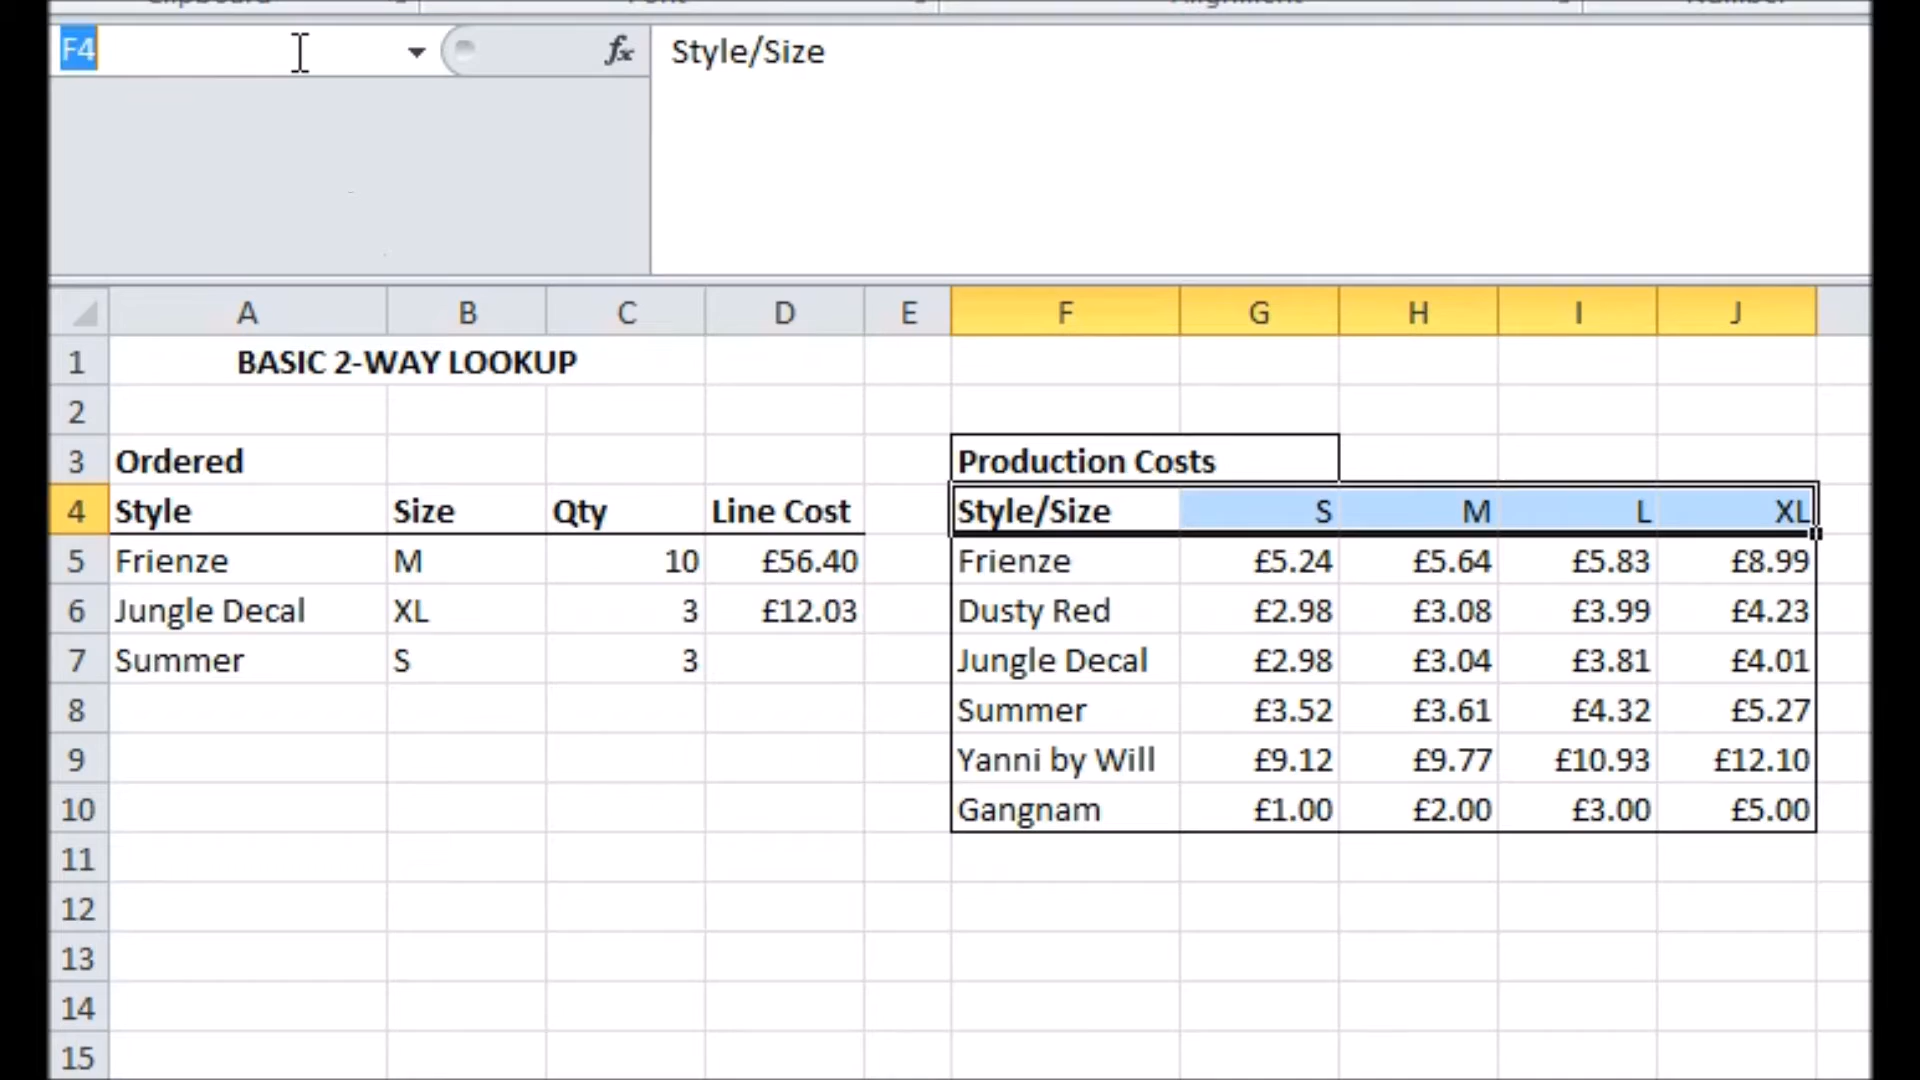 F4 fx Style/Size
A B C D E F G H I J
1 BASIC 2-WAY LOOKUP
2
3 Ordered Production Costs
4 Style Size Qty Line Cost Style/Size S M L XL
5 Frienze M 10 £56.40 Frienze £5.24 £5.64 £5.83 £8.99
6 Jungle Decal XL 3 £12.03 Dusty Red £2.98 £3.08 £3.99 £4.23
7 Summer S 3 Jungle Decal £2.98 £3.04 £3.81 £4.01
8 Summer £3.52 £3.61 £4.32 £5.27
9 Yanni by Will £9.12 £9.77 £10.93 £12.10
10 Gangnam £1.00 £2.00 £3.00 £5.00
11
12
13
14
15